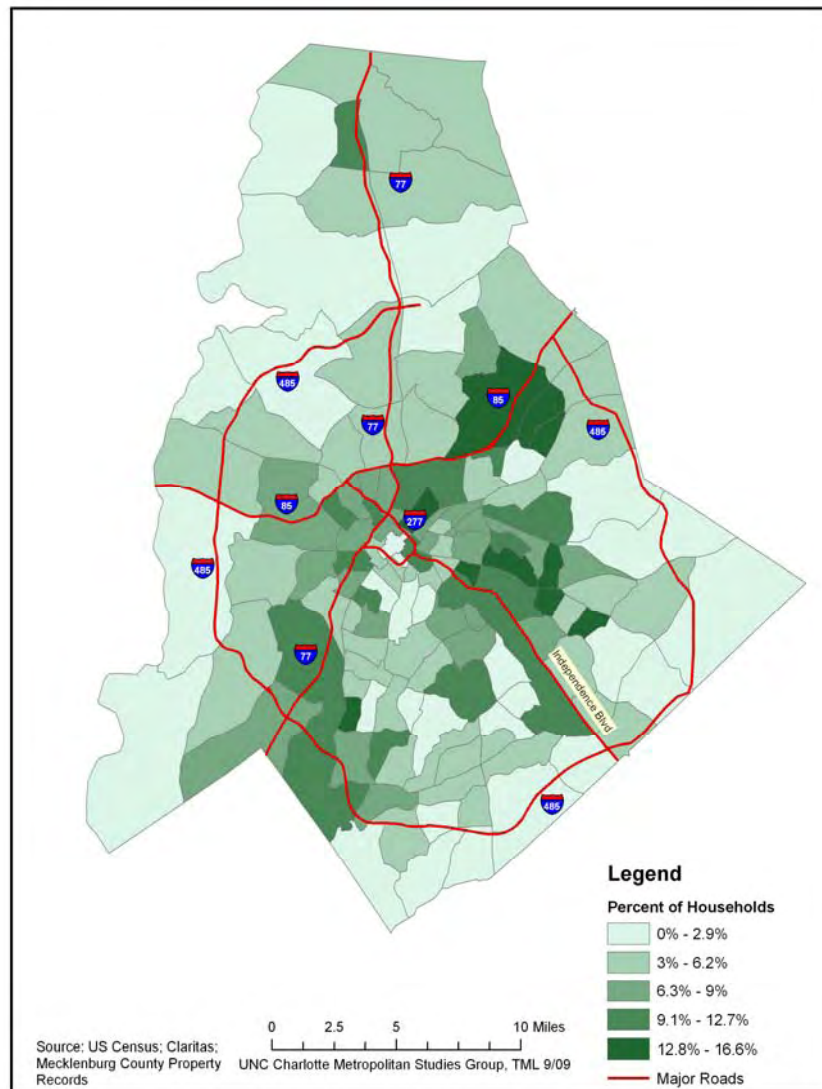 77
485
85
77
485
85
277
485
77
Independence Blvd
485
Legend
Percent of Households
0% - 2.9%
3% - 6.2%
6.3% - 9%
9.1% - 12.7%
12.8% - 16.6%
Major Roads
0 2.5 5 10 Miles
Source: US Census; Claritas;
Mecklenburg County Property
Records
UNC Charlotte Metropolitan Studies Group, TML 9/09